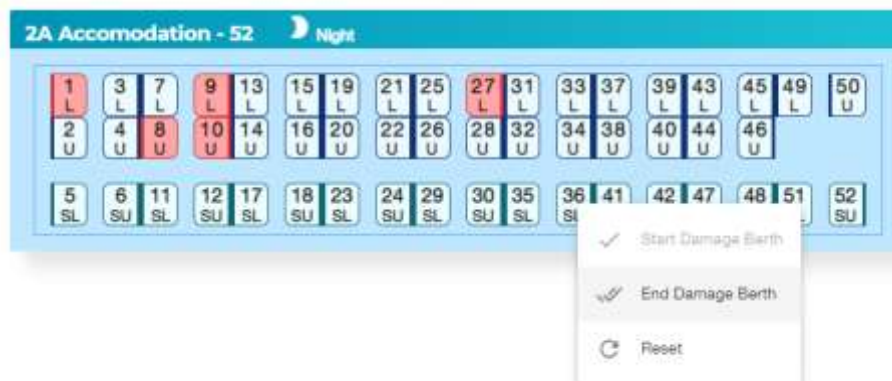 2A Accomodation - 52 Night
1 3 7 9 13 15 19 21 25 27 31 33 37 39 43 45 49 50
L L L L L L L L L L L L L L L L L U
2 4 8 10 14 16 20 22 26 28 32 34 38 40 44 46
U U U U U U U U U U U U U U U U
5 6 11 12 17 18 23 24 29 30 35 36 41 42 47 48 51 52
SL SU SL SU SL SU SL SU SL SU SL SU
Start Damage Berth
End Damage Berth
Reset